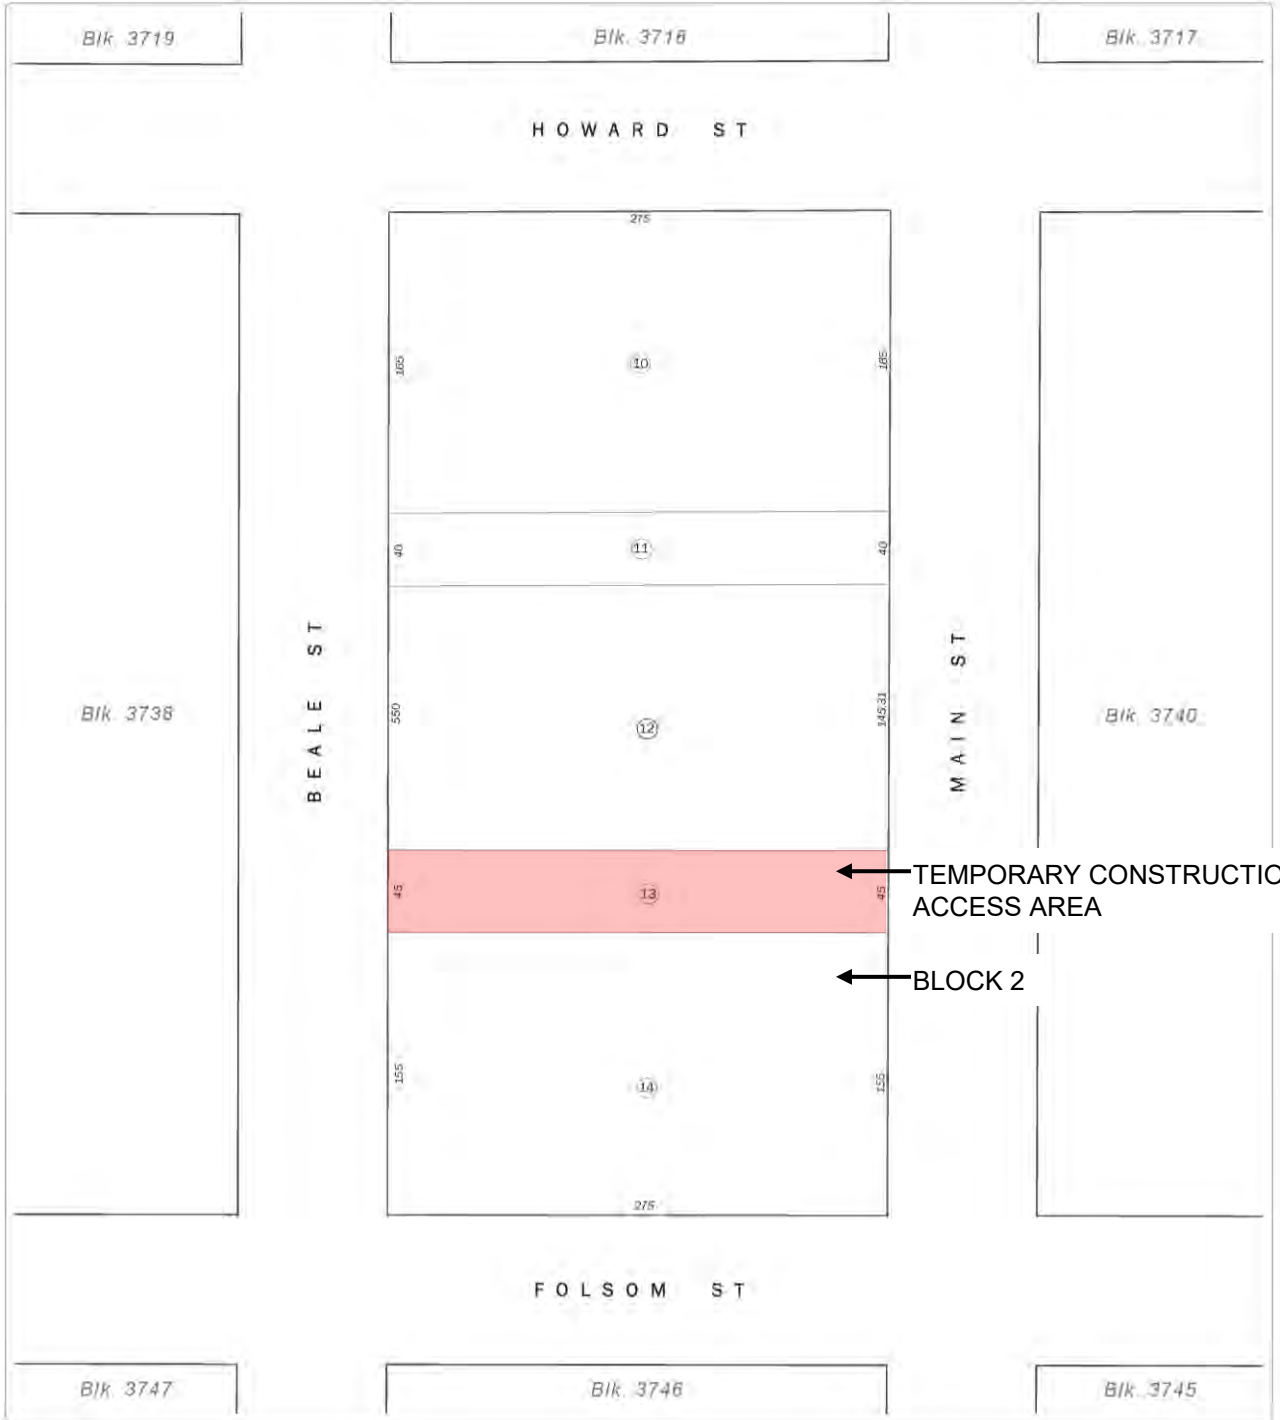 Blk. 3719
Blk. 3718
Blk. 3717
HOWARD ST
275
165
10
165
40
11
40
BEALE ST
MAIN ST
Blk. 3738
550
12
145.31
Blk. 3740
45
13
45
TEMPORARY CONSTRUCTIO
ACCESS AREA
BLOCK 2
155
14
155
275
FOLSOM ST
Blk. 3747
Blk. 3746
Blk. 3745